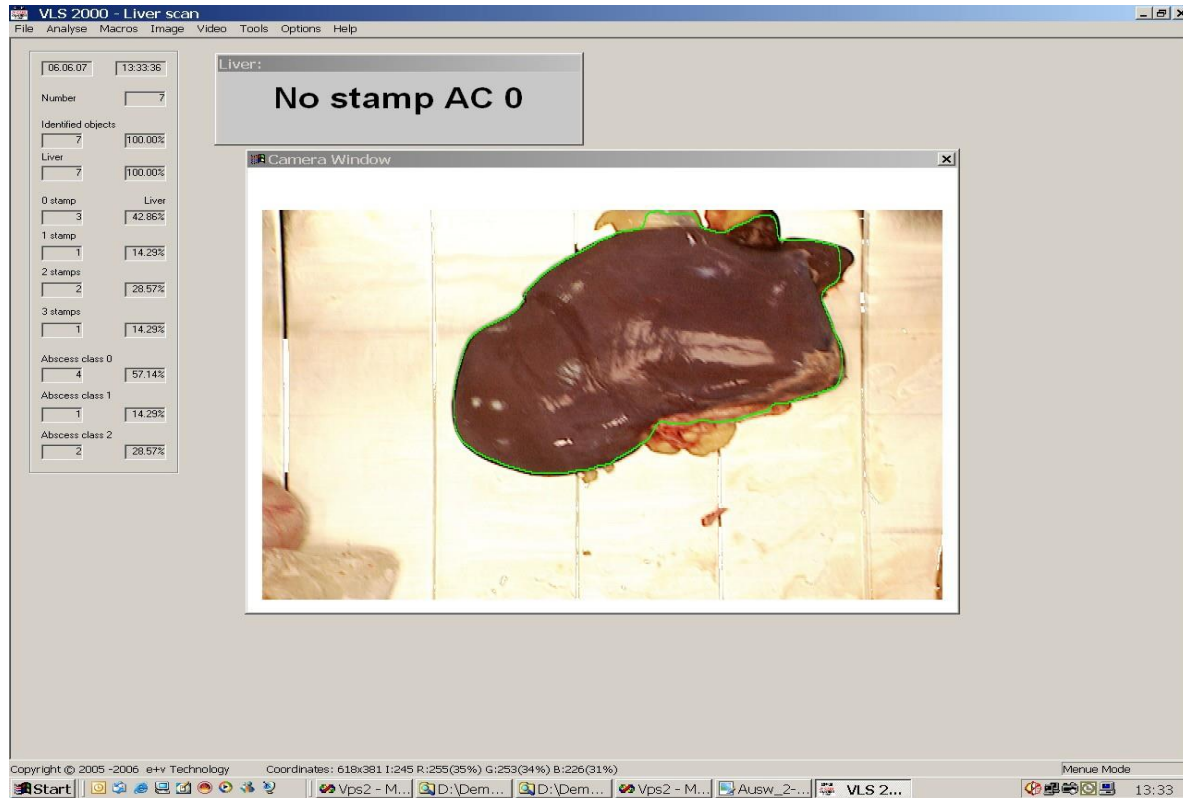 VLS 2000 - Liver scan
File Analyse Macros Image Video Tools Options Help
06.06.07 13:33:36
Number 7
Identified objects
7 100.00%
Liver
7 100.00%
0 stamp Liver
3 42.86%
1 stamp
1 14.29%
2 stamps
2 28.57%
3 stamps
1 14.29%
Abscess class 0
4 57.14%
Abscess class 1
1 14.29%
Abscess class 2
2 28.57%
Liver:
No stamp AC 0
Camera Window
Copyright © 2005 -2006 e+v Technology Coordinates: 618x381 I:245 R:255(35%) G:253(34%) B:226(31%) Menue Mode
Start Vps2 - M... D:\Dem... D:\Dem... Vps2 - M... Ausw_2-... VLS 2... 13:33